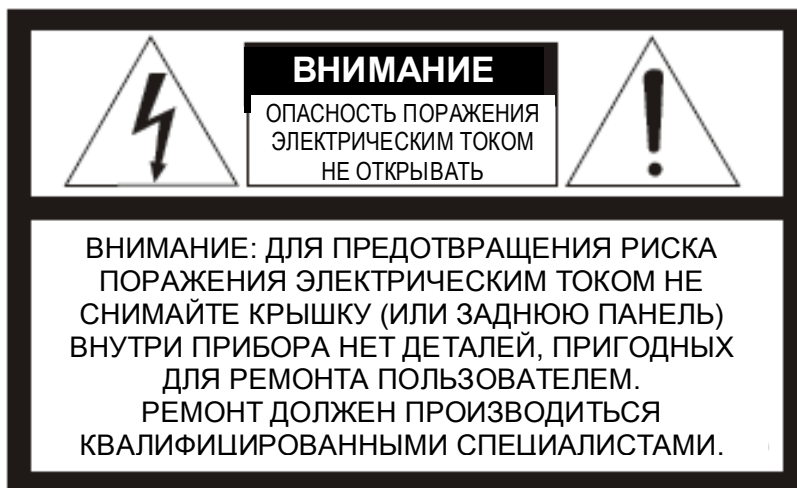 ВНИМАНИЕ
ОПАСНОСТЬ ПОРАЖЕНИЯ
ЭЛЕКТРИЧЕСКИМ ТОКОМ
НЕ ОТКРЫВАТЬ
ВНИМАНИЕ: ДЛЯ ПРЕДОТВРАЩЕНИЯ РИСКА
ПОРАЖЕНИЯ ЭЛЕКТРИЧЕСКИМ ТОКОМ НЕ
СНИМАЙТЕ КРЫШКУ (ИЛИ ЗАДНЮЮ ПАНЕЛЬ)
ВНУТРИ ПРИБОРА НЕТ ДЕТАЛЕЙ, ПРИГОДНЫХ
ДЛЯ РЕМОНТА ПОЛЬЗОВАТЕЛЕМ.
РЕМОНТ ДОЛЖЕН ПРОИЗВОДИТЬСЯ
КВАЛИФИЦИРОВАННЫМИ СПЕЦИАЛИСТАМИ.